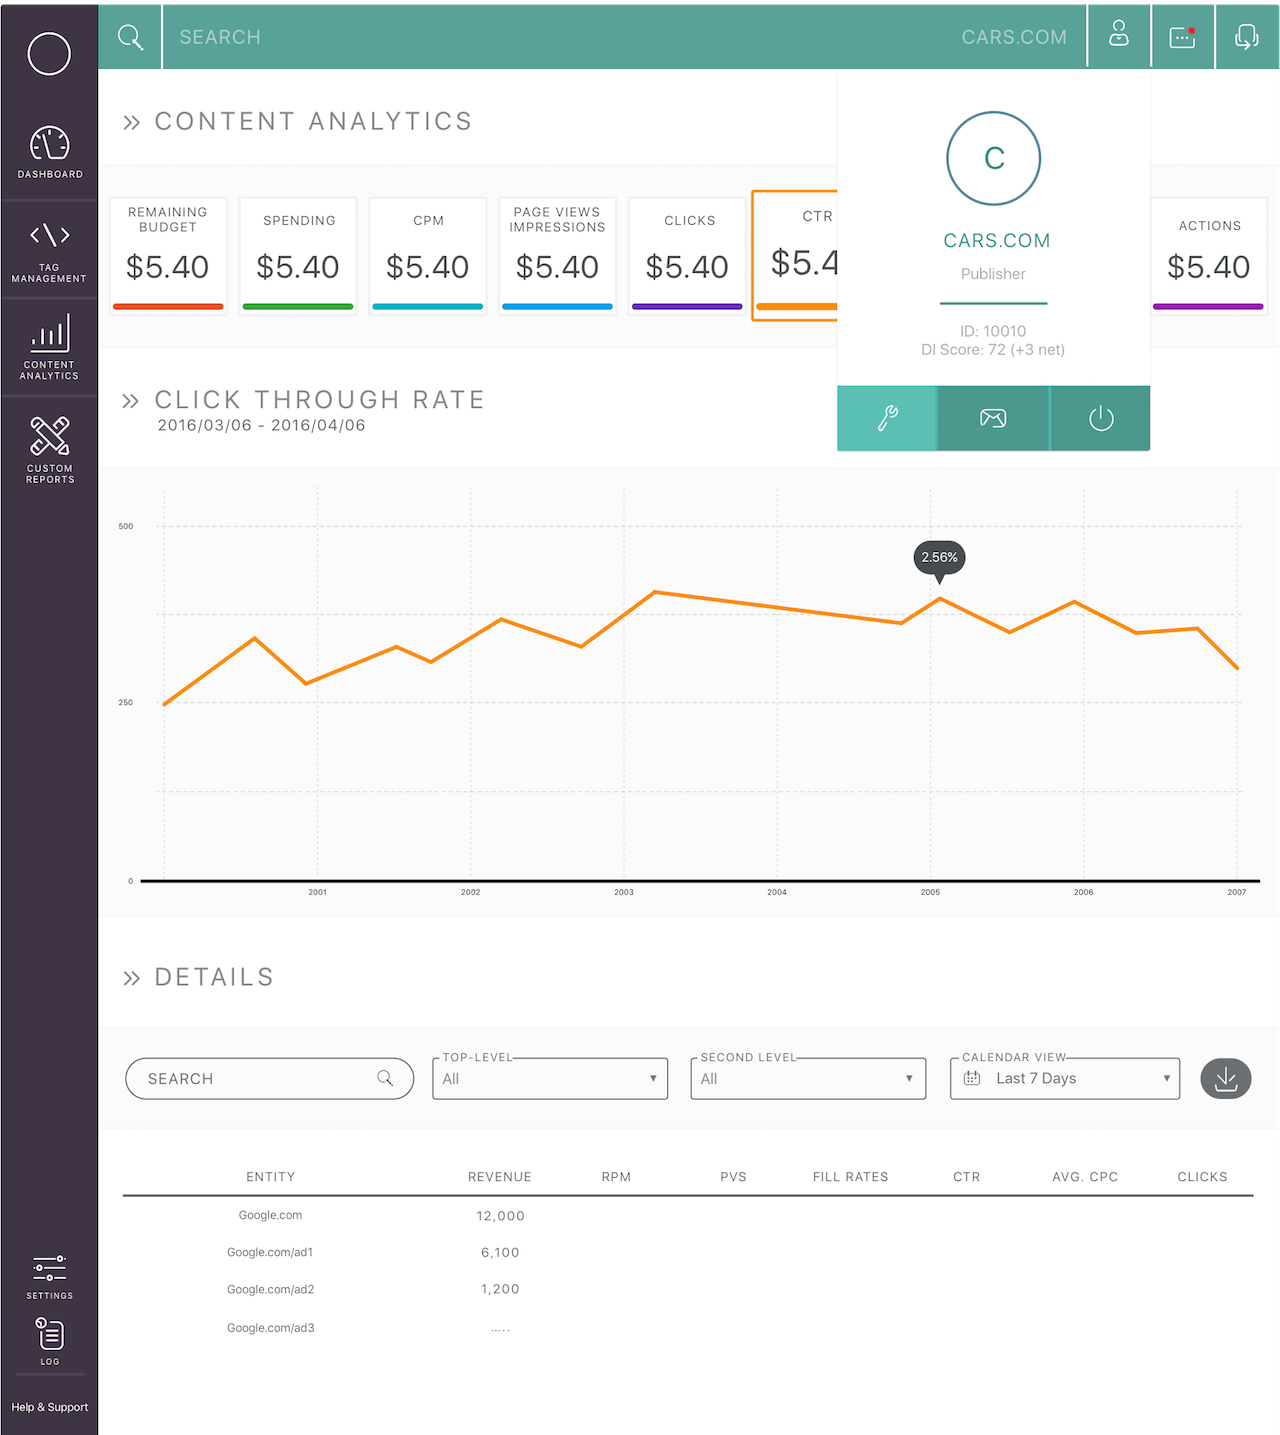 SEARCH
CARS.COM
DASHBOARD
TAG
MANAGEMENT
CONTENT
ANALYTICS
CUSTOM
REPORTS
SETTINGS
LOG
Help & Support
» CONTENT ANALYTICS
REMAINING
BUDGET
$5.40
SPENDING
$5.40
CPM
$5.40
PAGE VIEWS
IMPRESSIONS
$5.40
CLICKS
$5.40
CTR
$5.4
ACTIONS
$5.40
C
CARS.COM
Publisher
ID: 10010
DI Score: 72 (+3 net)
» CLICK THROUGH RATE
2016/03/06 - 2016/04/06
500
250
0
2.56%
2001 2002 2003 2004 2005 2006 2007
» DETAILS
SEARCH
TOP-LEVEL
All
SECOND LEVEL
All
CALENDAR VIEW
Last 7 Days
ENTITY REVENUE RPM PVS FILL RATES CTR AVG. CPC CLICKS
Google.com 12,000
Google.com/ad1 6,100
Google.com/ad2 1,200
Google.com/ad3 .....